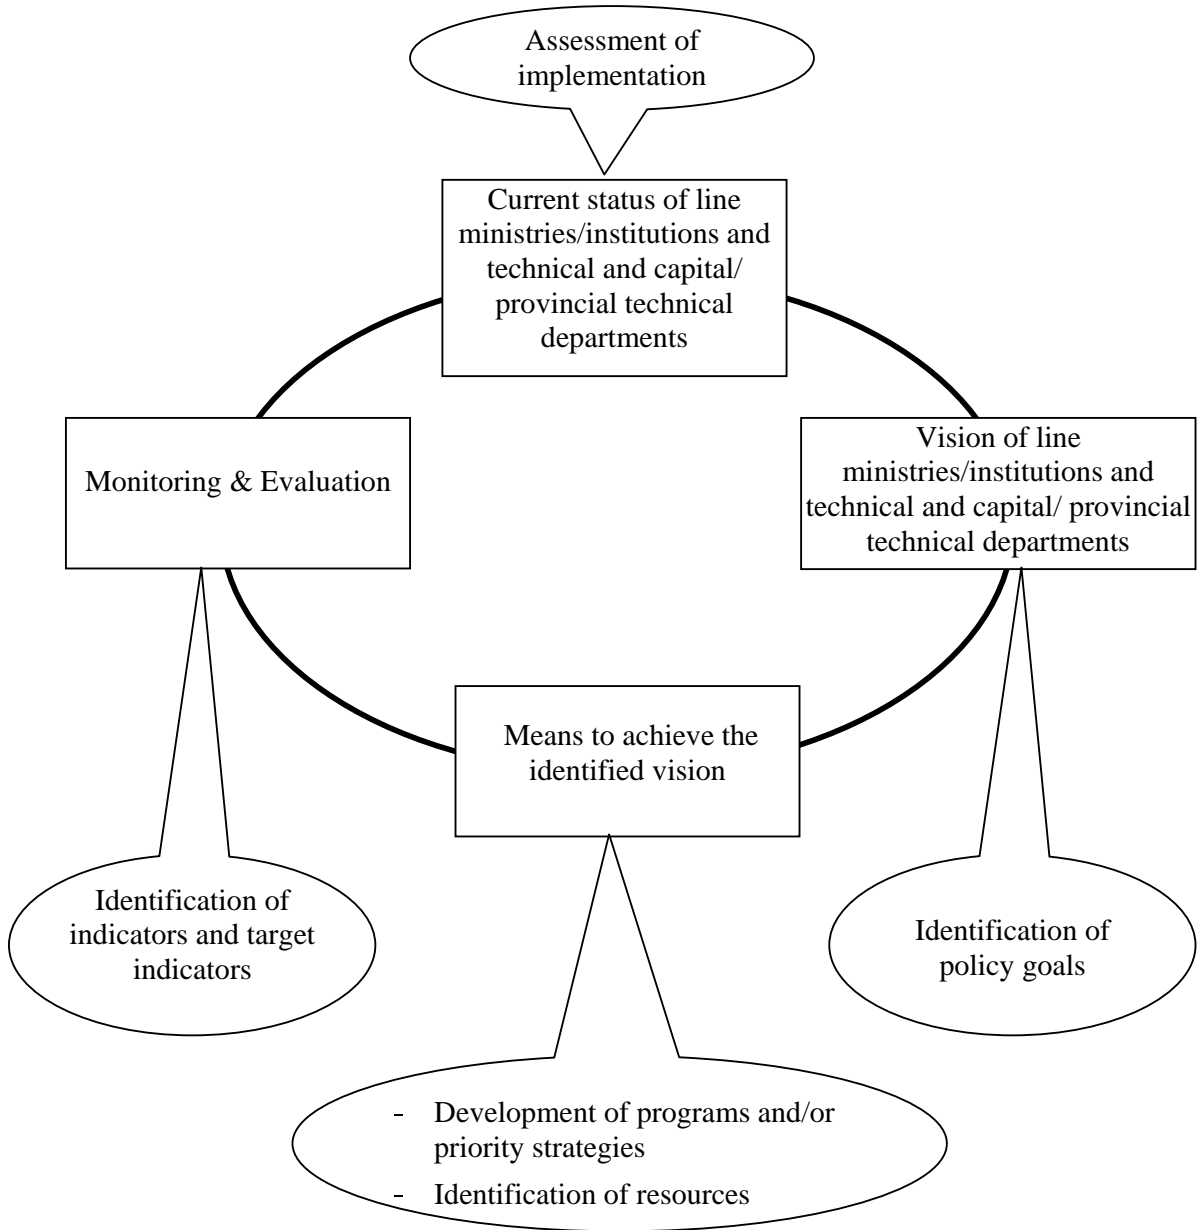 Assessment of
implementation
Current status of line
ministries/institutions and
technical and capital/
provincial technical
departments
Monitoring & Evaluation
Vision of line
ministries/institutions and
technical and capital/ provincial
technical departments
Means to achieve the
identified vision
Identification of
indicators and target
indicators
Identification of
policy goals
- Development of programs and/or
priority strategies
- Identification of resources